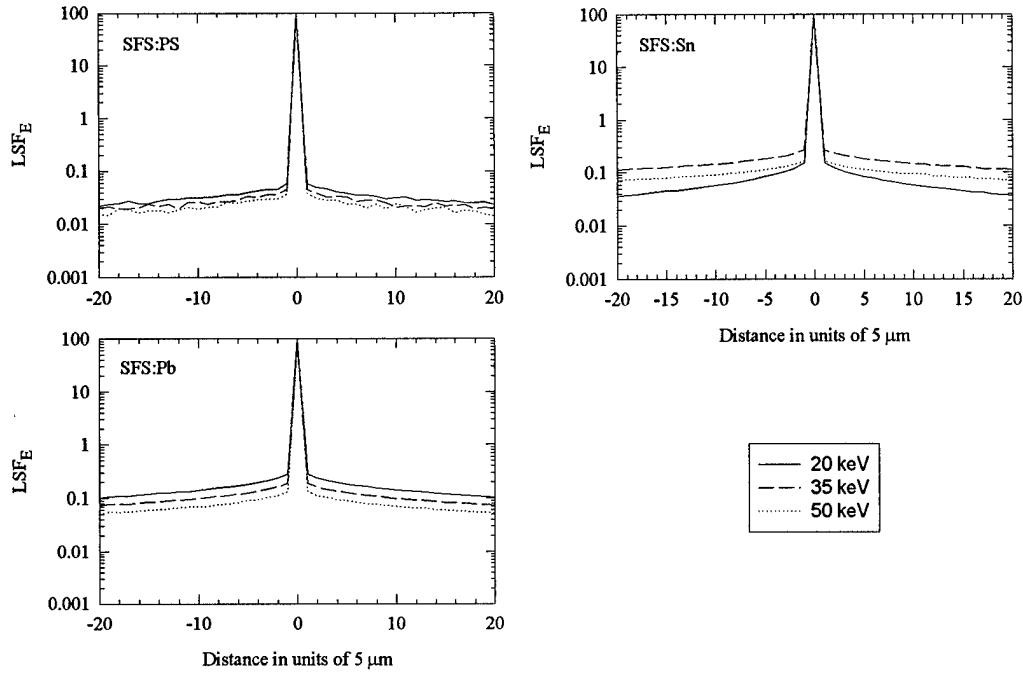 SFS:PS
100
10
1
0.1
0.01
0.001
LSF_E
-20 -10 0 10 20
SFS:Sn
100
10
1
0.1
0.01
0.001
LSF_E
-20 -15 -10 -5 0 5 10 15 20
Distance in units of 5 μm
SFS:Pb
100
10
1
0.1
0.01
0.001
LSF_E
-20 -10 0 10 20
Distance in units of 5 μm
20 keV
35 keV
50 keV